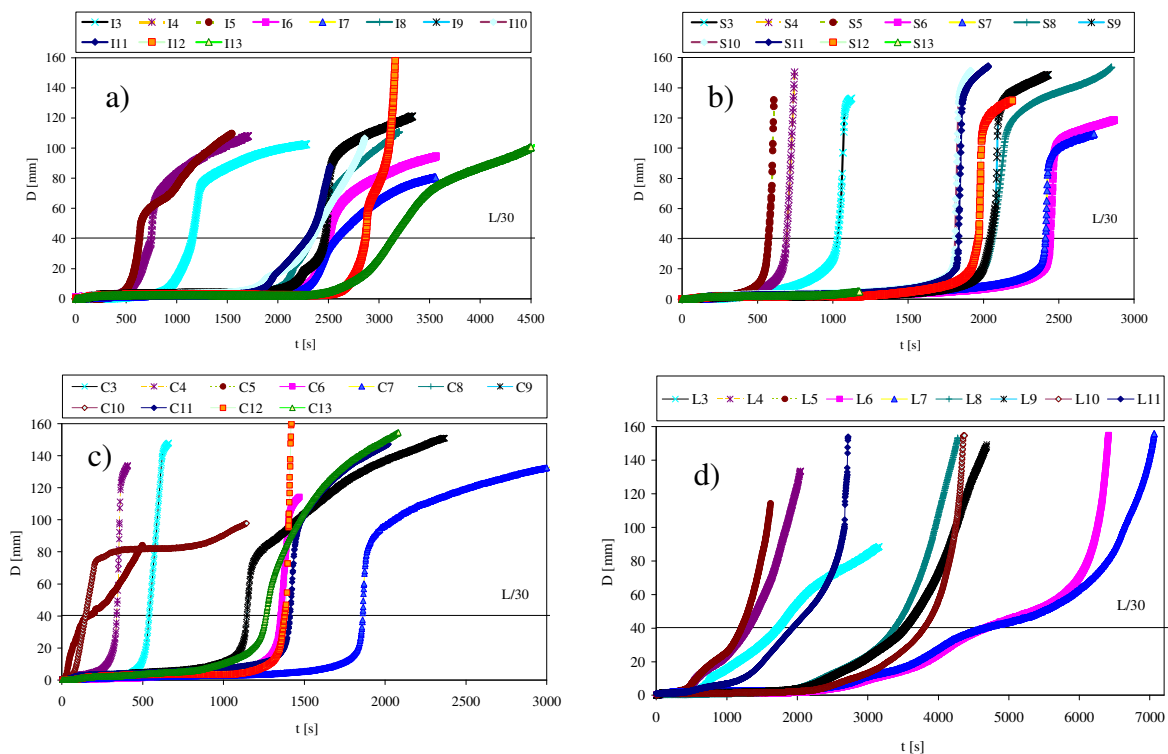 I3 I4 I5 I6 I7 I8 I9 I10
I11 I12 I13
a)
160
140
120
100
80
60
40
20
0
D [mm]
L/30
0 500 1000 1500 2000 2500 3000 3500 4000 4500
t [s]
S3 S4 S5 S6 S7 S8 S9
S10 S11 S12 S13
b)
160
140
120
100
80
60
40
20
0
D [mm]
L/30
0 500 1000 1500 2000 2500 3000
t [s]
C3 C4 C5 C6 C7 C8 C9
C10 C11 C12 C13
c)
160
140
120
100
80
60
40
20
0
D [mm]
L/30
0 500 1000 1500 2000 2500 3000
t [s]
L3 L4 L5 L6 L7 L8 L9 L10 L11
d)
160
140
120
100
80
60
40
20
0
D [mm]
L/30
0 1000 2000 3000 4000 5000 6000 7000
t [s]